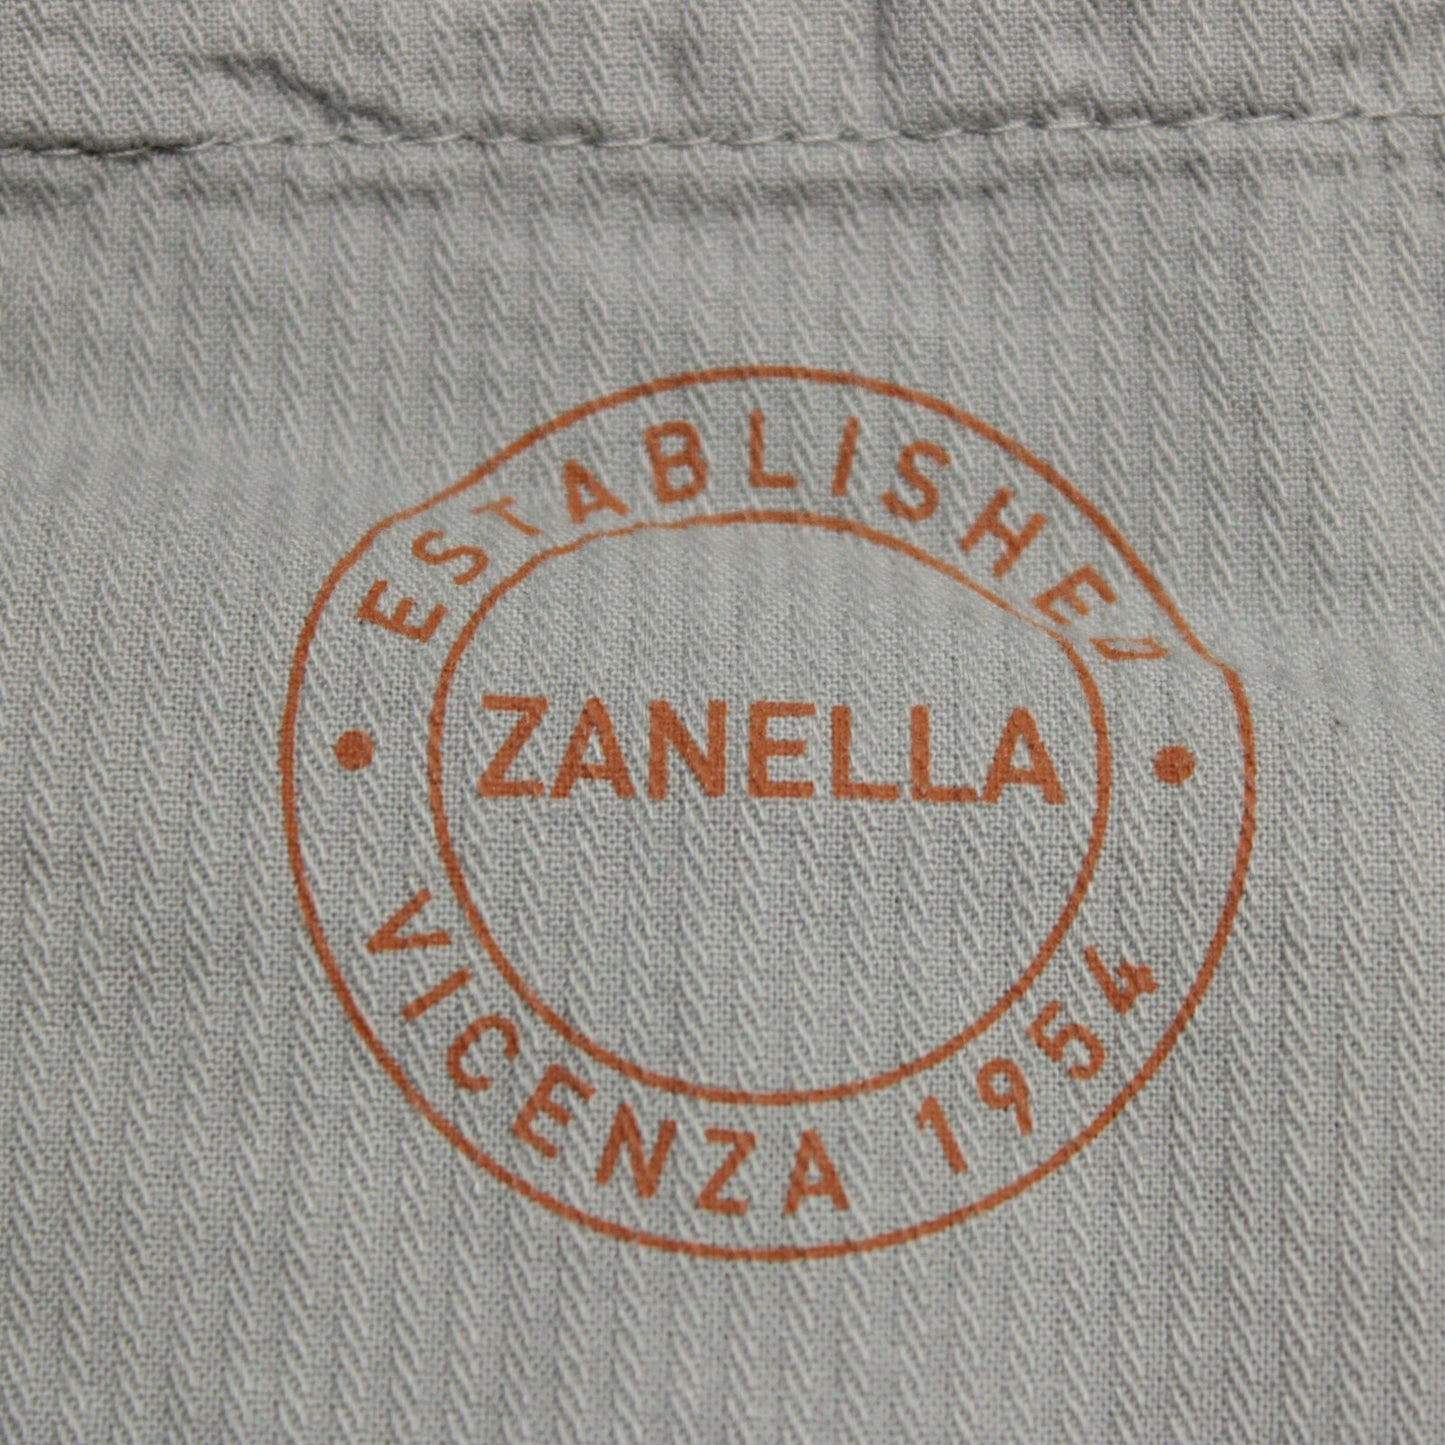 ESTABLISHED
ZANELLA
VICENZA 1954